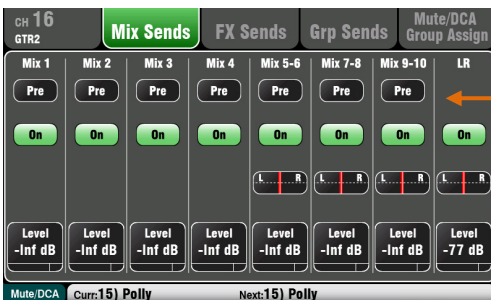 CH 16
GTR2
Mix Sends
FX Sends
Grp Sends
Mute/DCA
Group Assign
Mix 1 Mix 2 Mix 3 Mix 4 Mix 5-6 Mix 7-8 Mix 9-10 LR
Pre Pre Pre Pre Pre Pre Pre
On On On On On On On On
L R L R L R L R
Level Level Level Level Level Level Level Level
-Inf dB -Inf dB -Inf dB -Inf dB -Inf dB -Inf dB -Inf dB -77 dB
Mute/DCA Curr:15) Polly Next:15) Polly